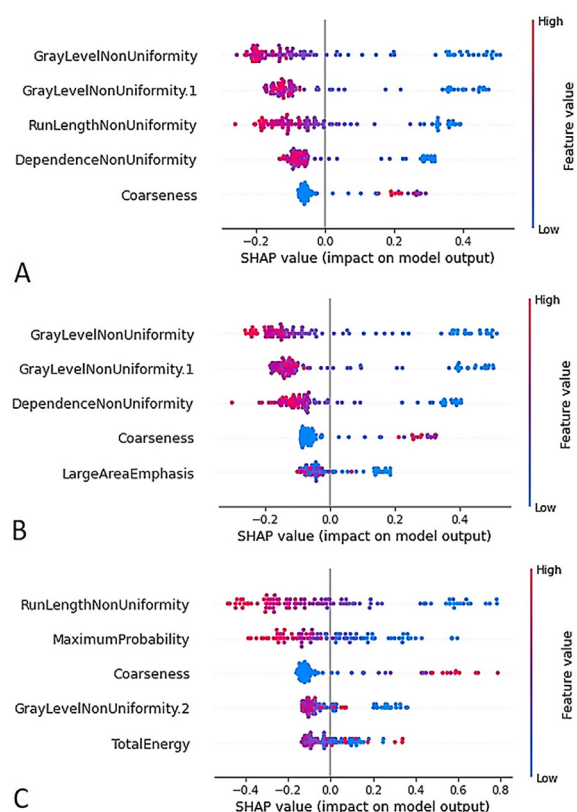 High
GrayLevelNonUniformity
GrayLevelNonUniformity.1
RunLengthNonUniformity
DependenceNonUniformity
Coarseness
Feature value
Low
−0.2 0.0 0.2 0.4
SHAP value (impact on model output)
A
High
GrayLevelNonUniformity
GrayLevelNonUniformity.1
DependenceNonUniformity
Coarseness
LargeAreaEmphasis
Feature value
Low
−0.2 0.0 0.2 0.4
SHAP value (impact on model output)
B
High
RunLengthNonUniformity
MaximumProbability
Coarseness
GrayLevelNonUniformity.2
TotalEnergy
Feature value
Low
−0.4 −0.2 0.0 0.2 0.4 0.6 0.8
SHAP value (impact on model output)
C